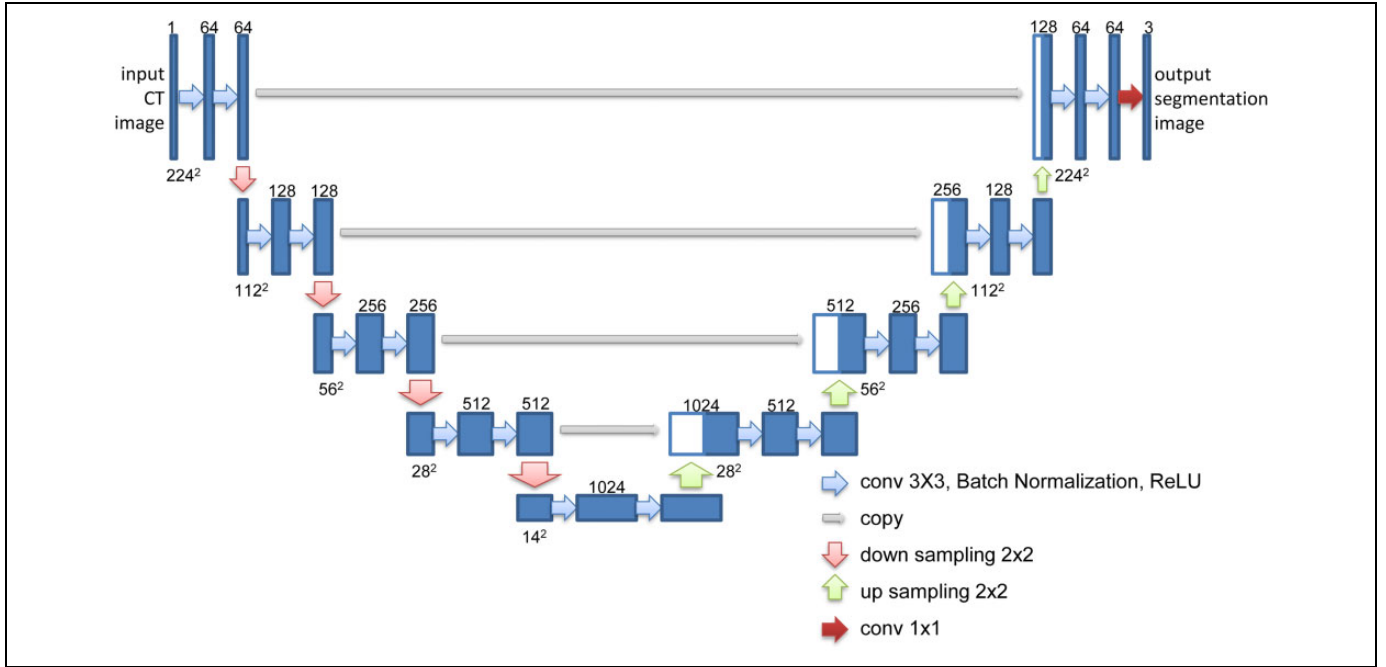 1 64 64
128 64 64 3
input
CT
image
output
segmentation
image
224²
224²
128 128
256 128
112²
112²
256 256
512 256
56²
56²
512 512
1024 512
28²
28²
1024
14²
conv 3X3, Batch Normalization, ReLU
copy
down sampling 2x2
up sampling 2x2
conv 1x1